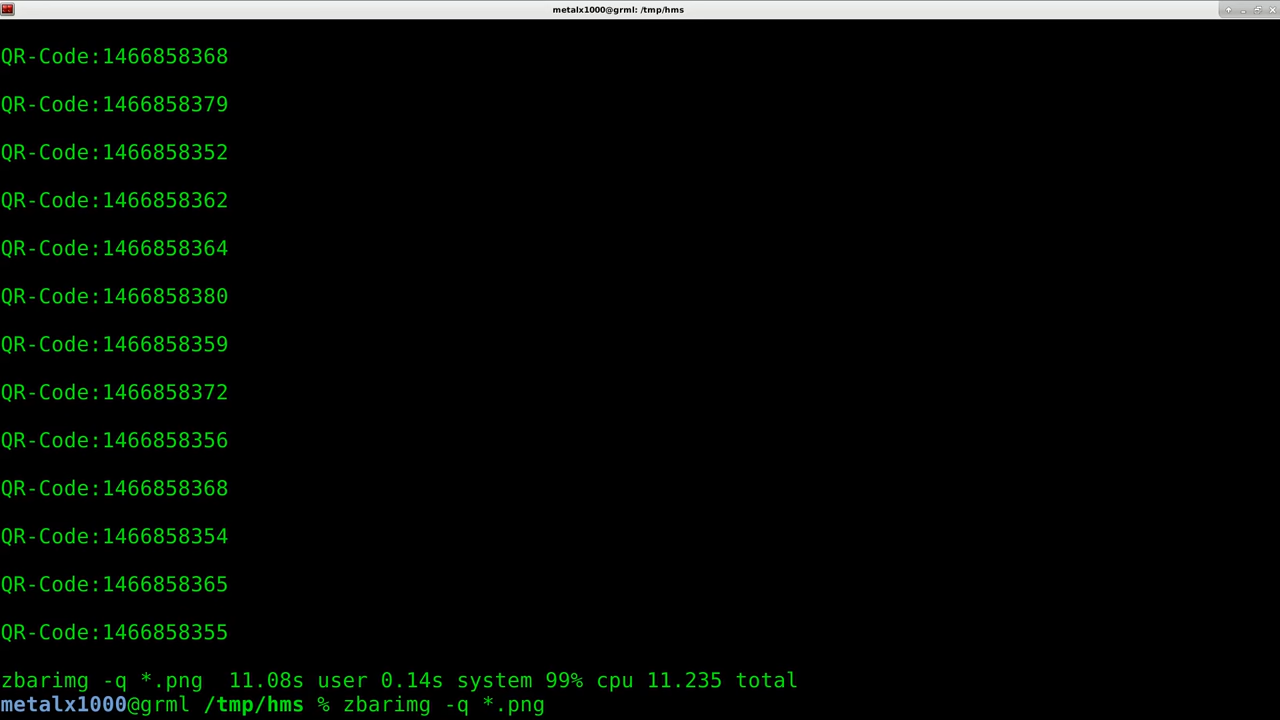 metalx1000@grml: /tmp/hms
QR-Code:1466858368
QR-Code:1466858379
QR-Code:1466858352
QR-Code:1466858362
QR-Code:1466858364
QR-Code:1466858380
QR-Code:1466858359
QR-Code:1466858372
QR-Code:1466858356
QR-Code:1466858368
QR-Code:1466858354
QR-Code:1466858365
QR-Code:1466858355
zbarimg -q *.png  11.08s user 0.14s system 99% cpu 11.235 total
metalx1000@grml /tmp/hms % zbarimg -q *.png